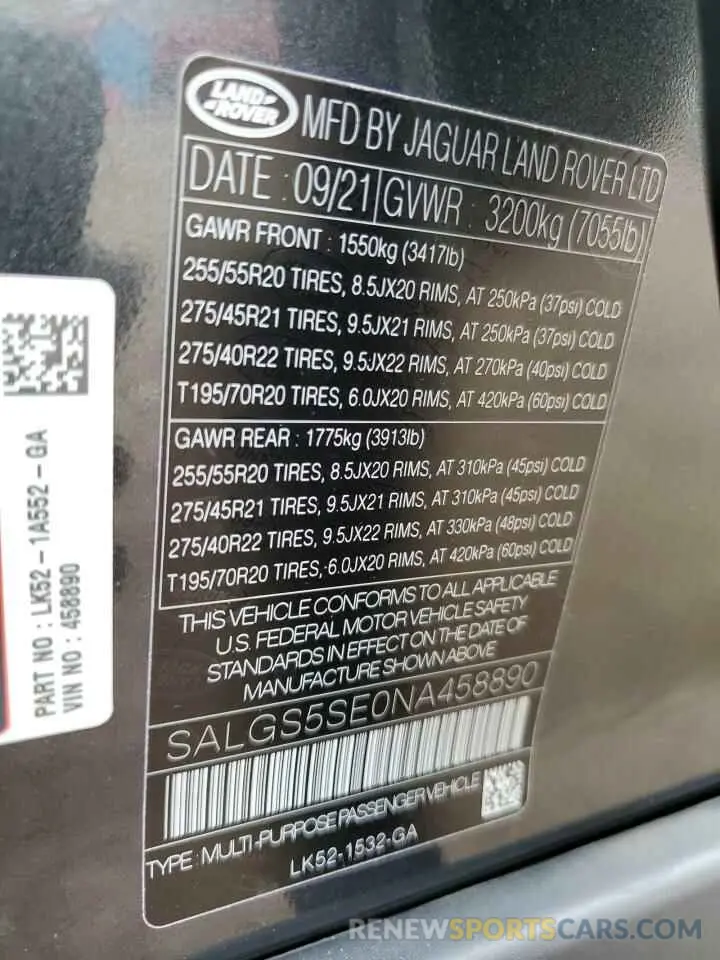 LAND ROVER
MFD BY JAGUAR LAND ROVER LTD
DATE : 09/21 GVWR : 3200kg (7055lb)
GAWR FRONT : 1550kg (3417lb)
255/55R20 TIRES, 8.5JX20 RIMS, AT 250kPa (37psi) COLD
275/45R21 TIRES, 9.5JX21 RIMS, AT 250kPa (37psi) COLD
275/40R22 TIRES, 9.5JX22 RIMS, AT 270kPa (40psi) COLD
T195/70R20 TIRES, 6.0JX20 RIMS, AT 420kPa (60psi) COLD
GAWR REAR : 1775kg (3913lb)
255/55R20 TIRES, 8.5JX20 RIMS, AT 310kPa (45psi) COLD
275/45R21 TIRES, 9.5JX21 RIMS, AT 310kPa (45psi) COLD
275/40R22 TIRES, 9.5JX22 RIMS, AT 330kPa (48psi) COLD
T195/70R20 TIRES, 6.0JX20 RIMS, AT 420kPa (60psi) COLD
THIS VEHICLE CONFORMS TO ALL APPLICABLE
U.S. FEDERAL MOTOR VEHICLE SAFETY
STANDARDS IN EFFECT ON THE DATE OF
MANUFACTURE SHOWN ABOVE
SALGS5SE0NA458890
TYPE : MULTI-PURPOSE PASSENGER VEHICLE
LK52-1532-GA
PART NO : LK52-1A552-GA
VIN NO : 458890
RENEWSPORTSCARS.COM